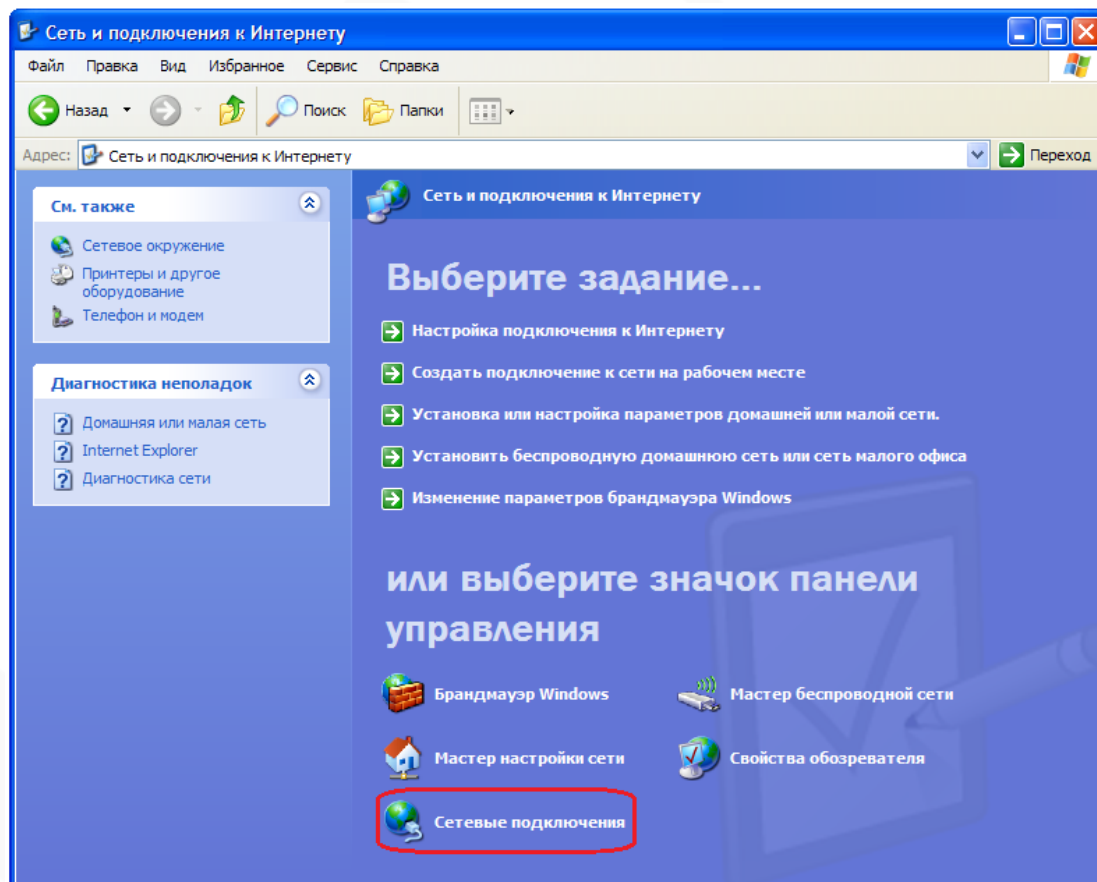 Сеть и подключения к Интернету
Файл Правка Вид Избранное Сервис Справка
Назад Поиск Папки
Адрес: Сеть и подключения к Интернету Переход
См. также
Сетевое окружение
Принтеры и другое
оборудование
Телефон и модем
Диагностика неполадок
Домашняя или малая сеть
Internet Explorer
Диагностика сети
Сеть и подключения к Интернету
Выберите задание...
Настройка подключения к Интернету
Создать подключение к сети на рабочем месте
Установка или настройка параметров домашней или малой сети.
Установить беспроводную домашнюю сеть или сеть малого офиса
Изменение параметров брандмауэра Windows
или выберите значок панели
управления
Брандмауэр Windows Мастер беспроводной сети
Мастер настройки сети Свойства обозревателя
Сетевые подключения